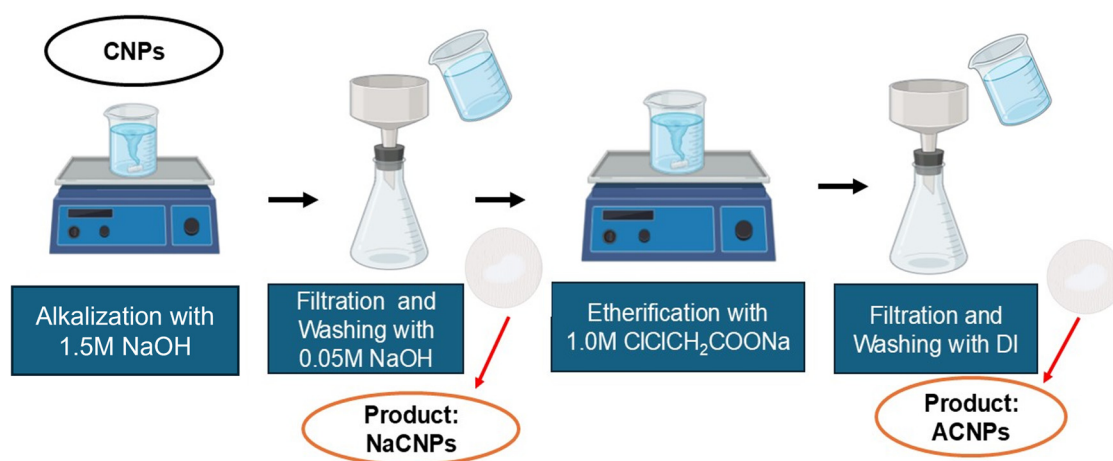 CNPs
Alkalization with
1.5M NaOH
Filtration and
Washing with
0.05M NaOH
Product:
NaCNPs
Etherification with
1.0M ClClCH₂COONa
Filtration and
Washing with DI
Product:
ACNPs